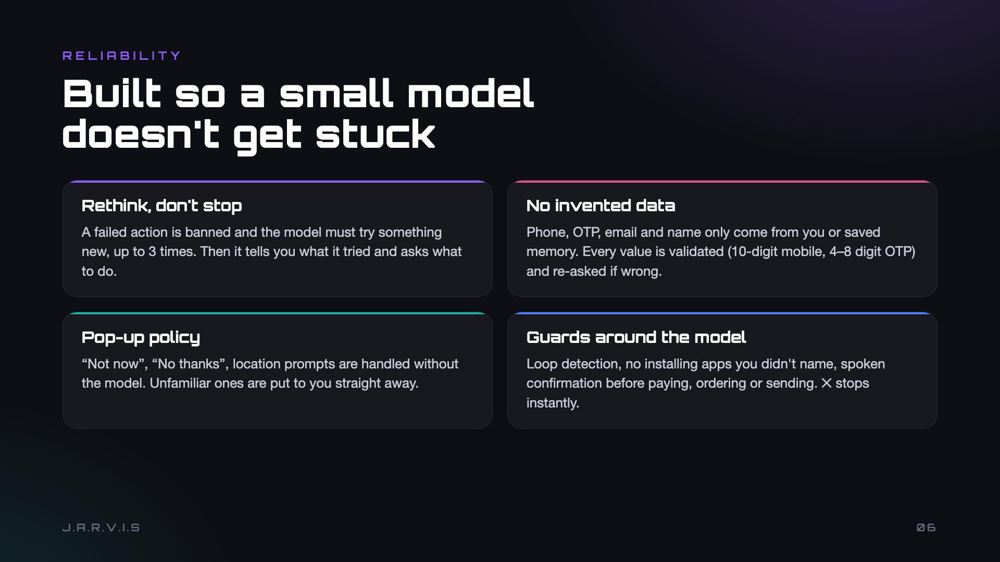 RELIABILITY
Built so a small model
doesn't get stuck
Rethink, don't stop
A failed action is banned and the model must try something
new, up to 3 times. Then it tells you what it tried and asks what
to do.
No invented data
Phone, OTP, email and name only come from you or saved
memory. Every value is validated (10-digit mobile, 4–8 digit OTP)
and re-asked if wrong.
Pop-up policy
“Not now”, “No thanks”, location prompts are handled without
the model. Unfamiliar ones are put to you straight away.
Guards around the model
Loop detection, no installing apps you didn't name, spoken
confirmation before paying, ordering or sending. ✕ stops
instantly.
J.A.R.V.I.S
06